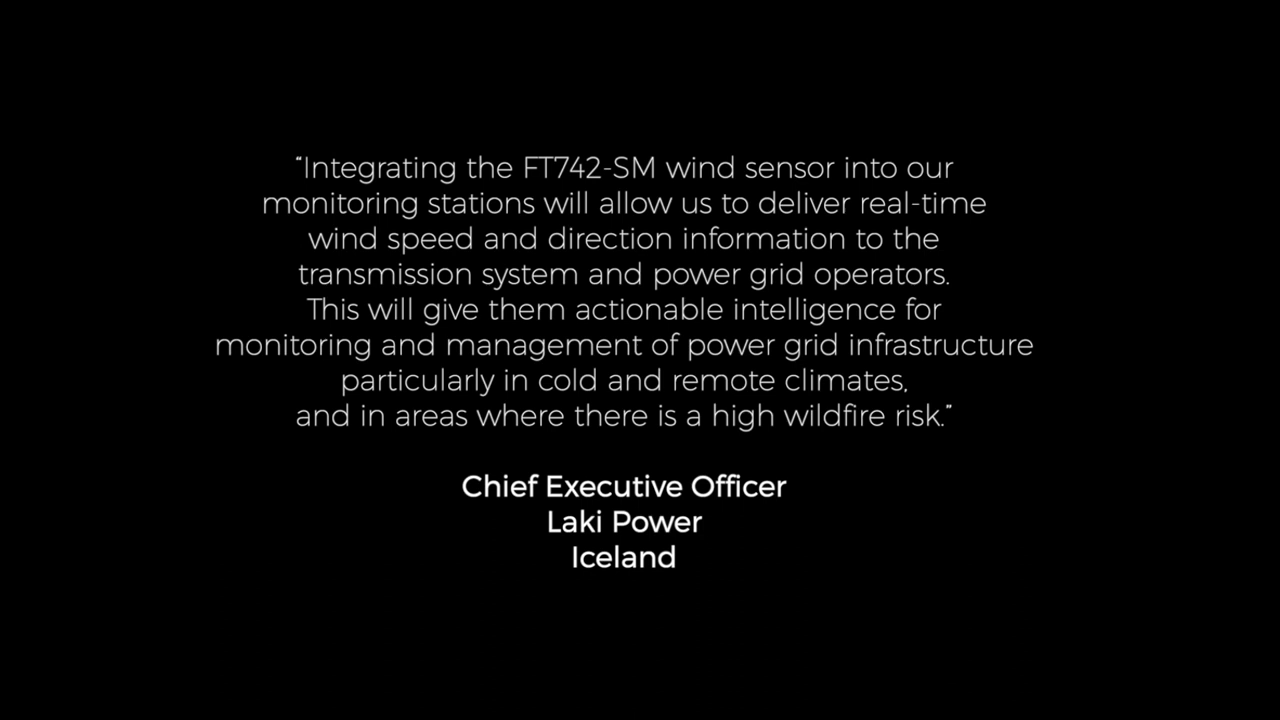 “Integrating the FT742-SM wind sensor into our
monitoring stations will allow us to deliver real-time
wind speed and direction information to the
transmission system and power grid operators.
This will give them actionable intelligence for
monitoring and management of power grid infrastructure
particularly in cold and remote climates,
and in areas where there is a high wildfire risk.”
Chief Executive Officer
Laki Power
Iceland